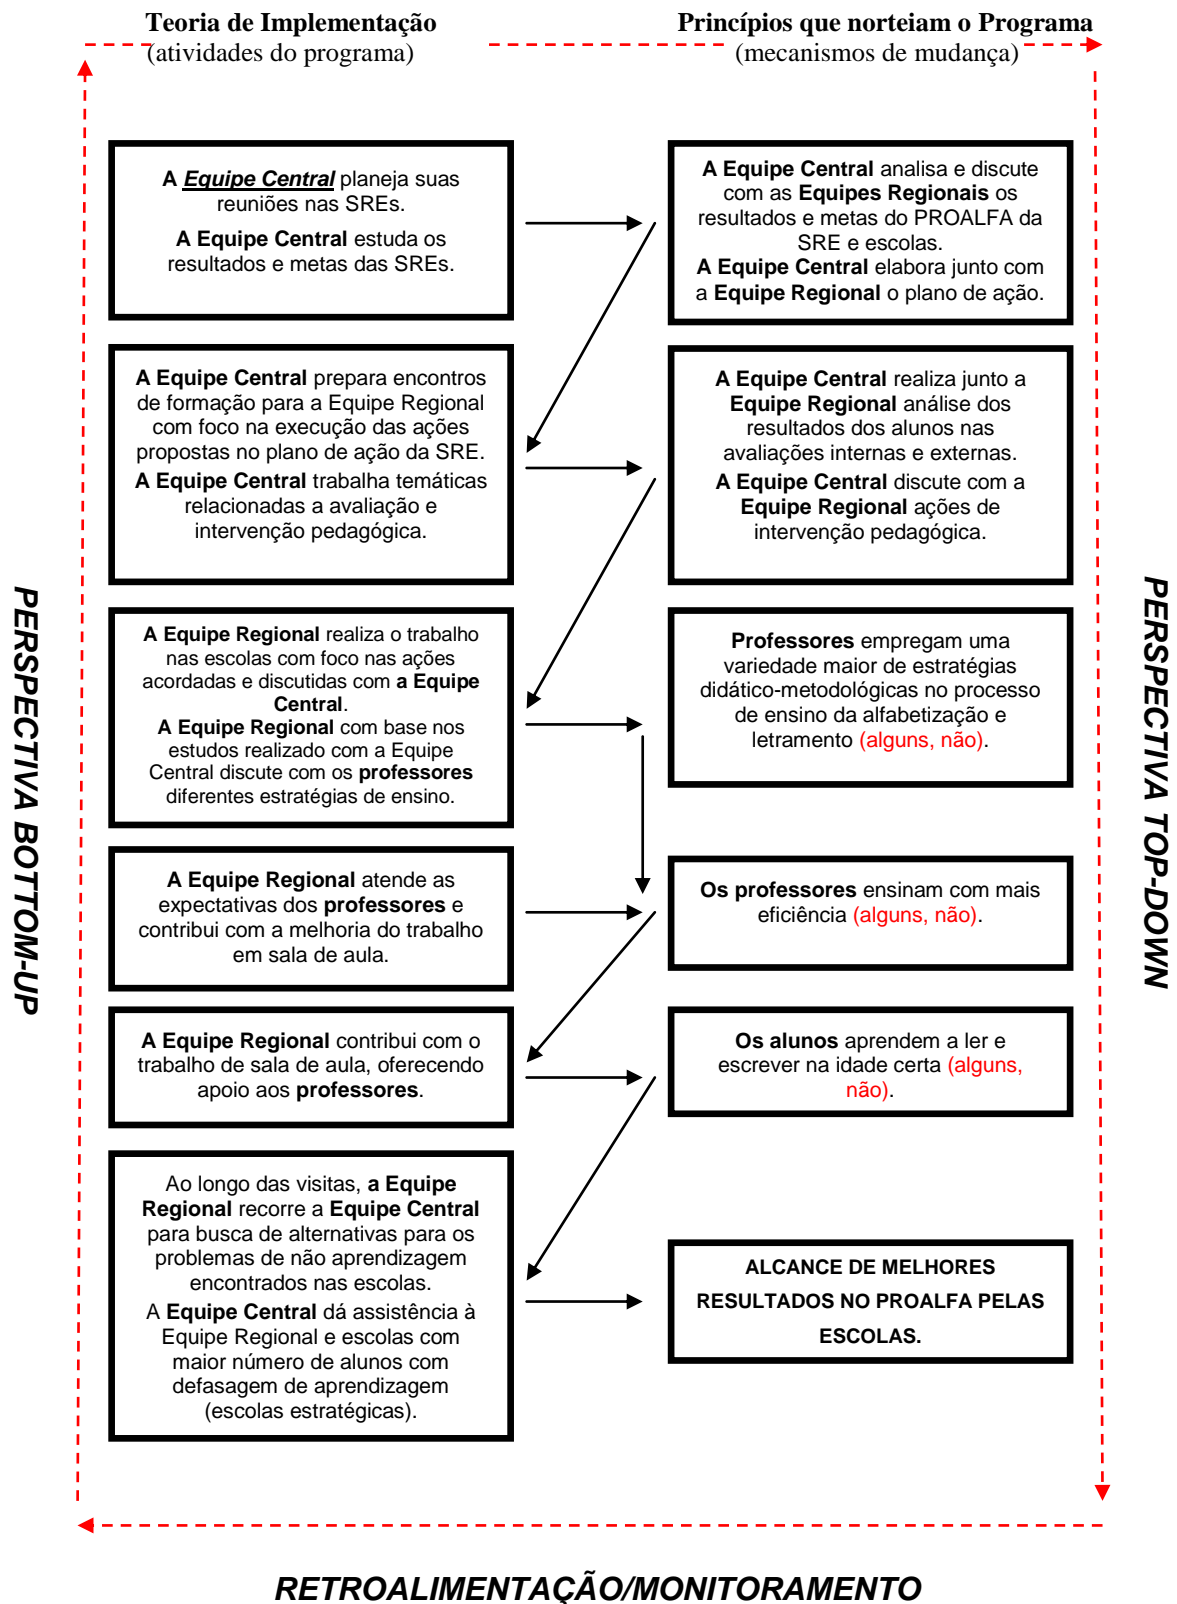 Teoria de Implementação
(atividades do programa)
Princípios que norteiam o Programa
(mecanismos de mudança)
A Equipe Central planeja suas
reuniões nas SREs.
A Equipe Central estuda os
resultados e metas das SREs.
A Equipe Central analisa e discute
com as Equipes Regionais os
resultados e metas do PROALFA da
SRE e escolas.
A Equipe Central elabora junto com
a Equipe Regional o plano de ação.
A Equipe Central prepara encontros
de formação para a Equipe Regional
com foco na execução das ações
propostas no plano de ação da SRE.
A Equipe Central trabalha temáticas
relacionadas a avaliação e
intervenção pedagógica.
A Equipe Central realiza junto a
Equipe Regional análise dos
resultados dos alunos nas
avaliações internas e externas.
A Equipe Central discute com a
Equipe Regional ações de
intervenção pedagógica.
A Equipe Regional realiza o trabalho
nas escolas com foco nas ações
acordadas e discutidas com a Equipe
Central.
A Equipe Regional com base nos
estudos realizado com a Equipe
Central discute com os professores
diferentes estratégias de ensino.
Professores empregam uma
variedade maior de estratégias
didático-metodológicas no processo
de ensino da alfabetização e
letramento (alguns, não).
A Equipe Regional atende as
expectativas dos professores e
contribui com a melhoria do trabalho
em sala de aula.
Os professores ensinam com mais
eficiência (alguns, não).
A Equipe Regional contribui com o
trabalho de sala de aula, oferecendo
apoio aos professores.
Os alunos aprendem a ler e
escrever na idade certa (alguns,
não).
Ao longo das visitas, a Equipe
Regional recorre a Equipe Central
para busca de alternativas para os
problemas de não aprendizagem
encontrados nas escolas.
A Equipe Central dá assistência à
Equipe Regional e escolas com
maior número de alunos com
defasagem de aprendizagem
(escolas estratégicas).
ALCANCE DE MELHORES
RESULTADOS NO PROALFA PELAS
ESCOLAS.
PERSPECTIVA BOTTOM-UP
PERSPECTIVA TOP-DOWN
RETROALIMENTAÇÃO/MONITORAMENTO